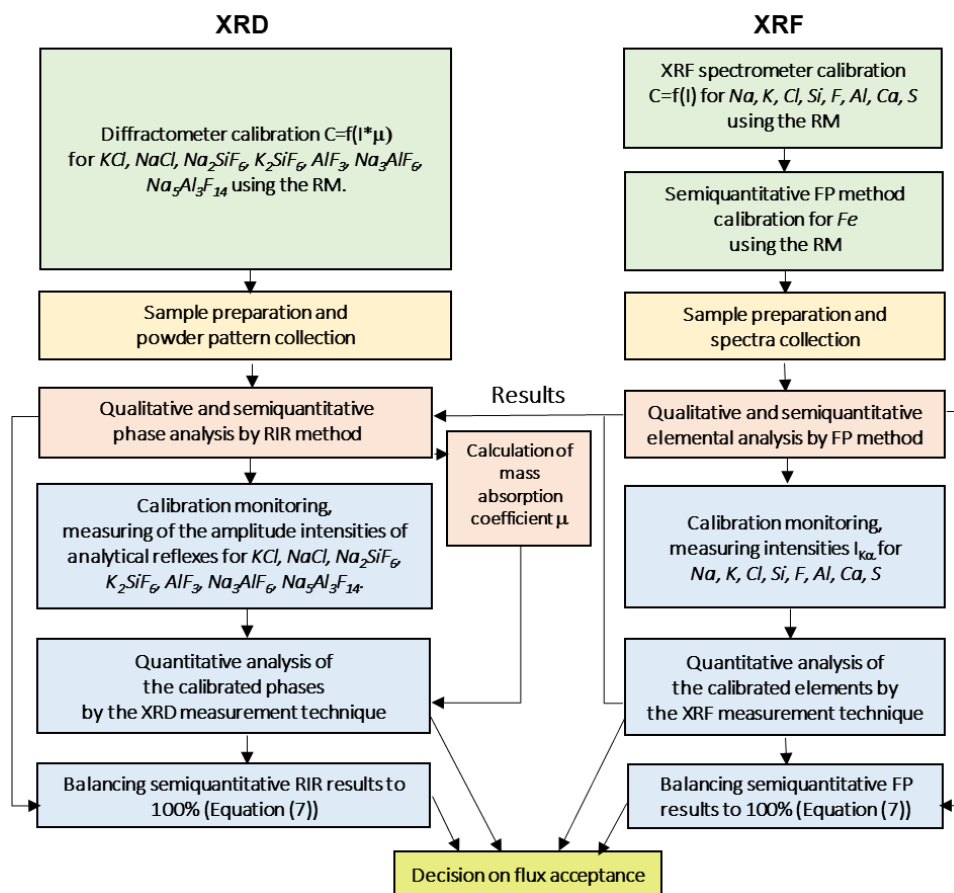 XRD
Diffractometer calibration C=f(I*μ)
for KCl, NaCl, Na₂SiF₆, K₂SiF₆, AlF₃, Na₃AlF₆,
Na₅Al₃F₁₄ using the RM.
Sample preparation and
powder pattern collection
Qualitative and semiquantitative
phase analysis by RIR method
Calculation of
mass
absorption
coefficient μ
Calibration monitoring,
measuring of the amplitude intensities of
analytical reflexes for KCl, NaCl, Na₂SiF₆,
K₂SiF₆, AlF₃, Na₃AlF₆, Na₅Al₃F₁₄.
Quantitative analysis of
the calibrated phases
by the XRD measurement technique
Balancing semiquantitative RIR results to
100% (Equation (7))
XRF
XRF spectrometer calibration
C=f(I) for Na, K, Cl, Si, F, Al, Ca, S
using the RM
Semiquantitative FP method
calibration for Fe
using the RM
Sample preparation and
spectra collection
Results
Qualitative and semiquantitative
elemental analysis by FP method
Calibration monitoring,
measuring intensities I_Kα for
Na, K, Cl, Si, F, Al, Ca, S
Quantitative analysis of
the calibrated elements by
the XRF measurement technique
Balancing semiquantitative FP
results to 100% (Equation (7))
Decision on flux acceptance